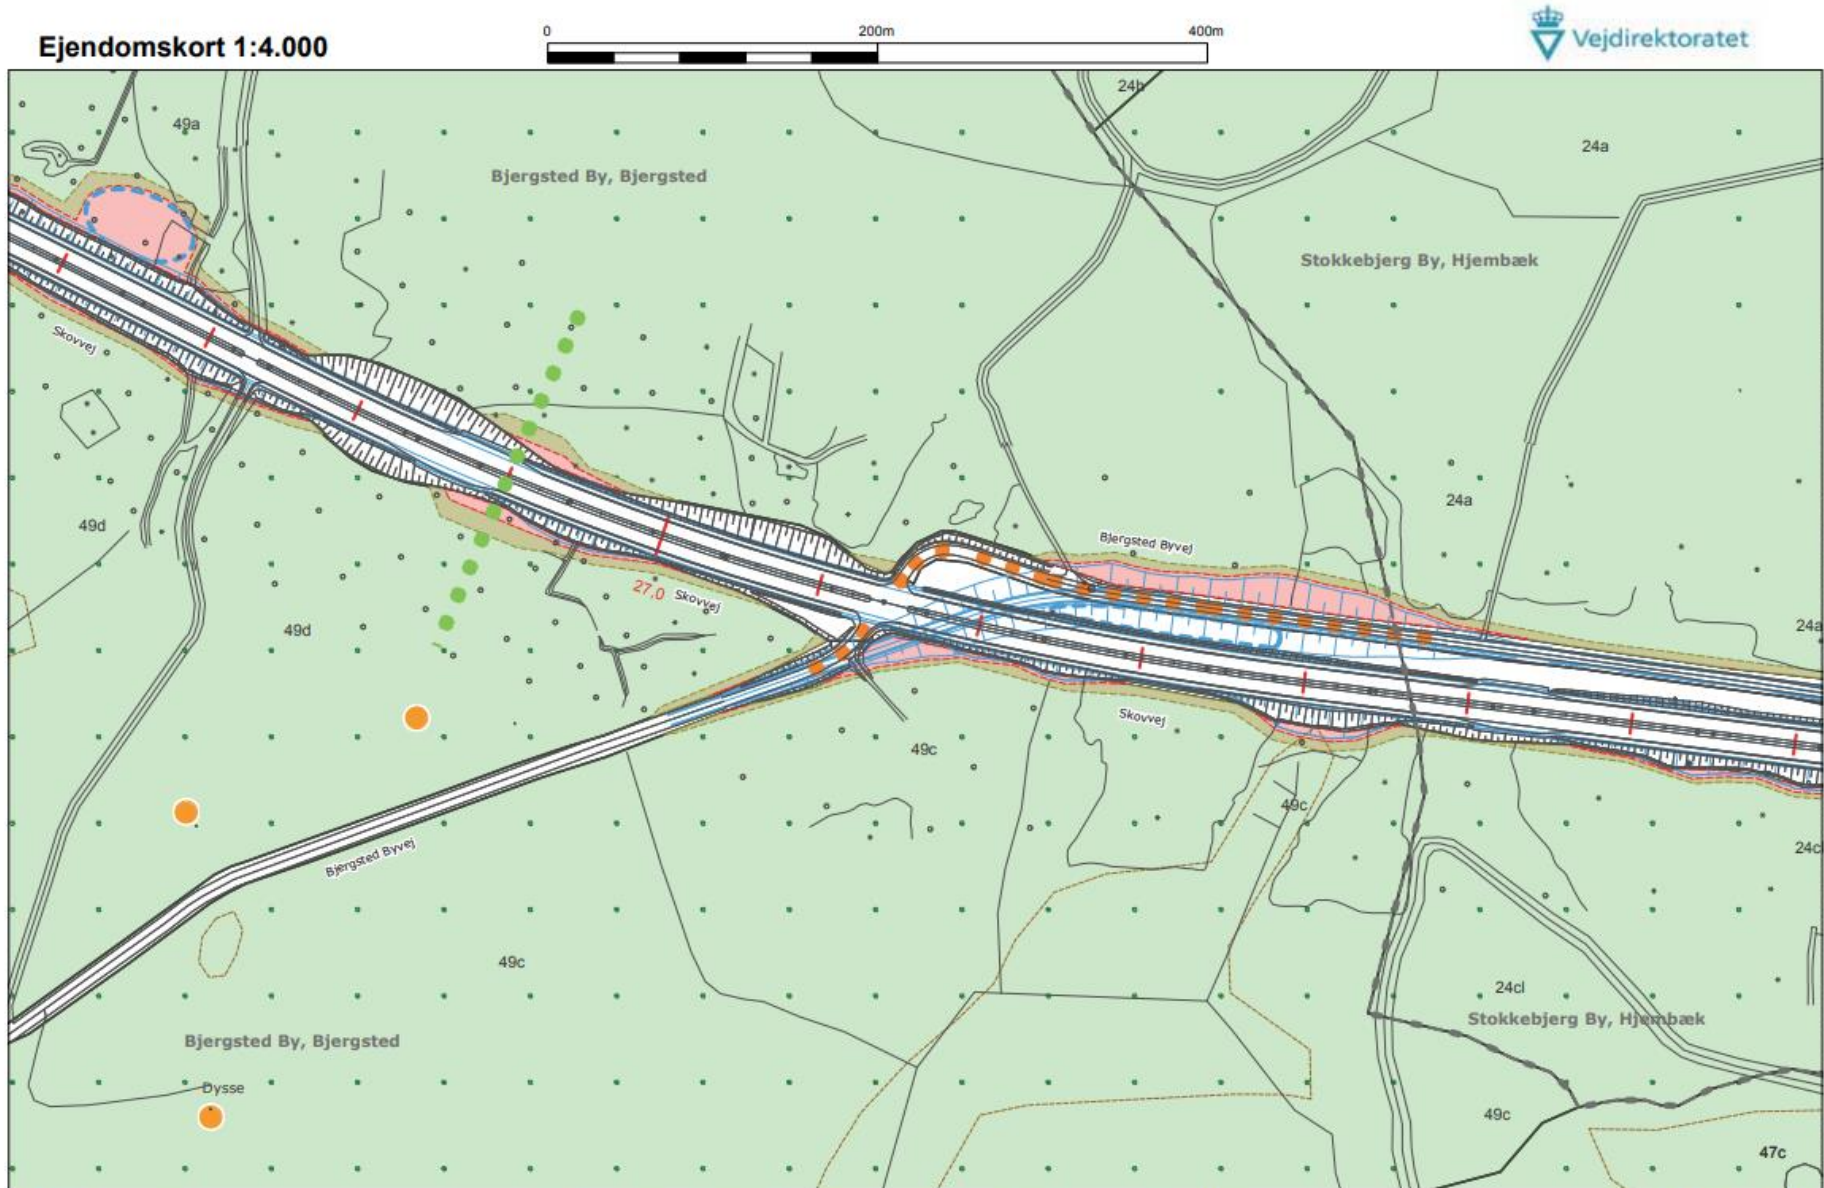 Ejendomskort 1:4.000
0
200m
400m
Vejdirektoratet
24b
49a
24a
Bjergsted By, Bjergsted
Stokkebjerg By, Hjembæk
Skovvej
24a
49d
Bjergsted Byvej
27,0
Skovvej
49d
24a
Skovvej
49c
49c
24cl
Bjergsted Byvej
49c
24cl
Stokkebjerg By, Hjembæk
Bjergsted By, Bjergsted
Dysse
49c
47c